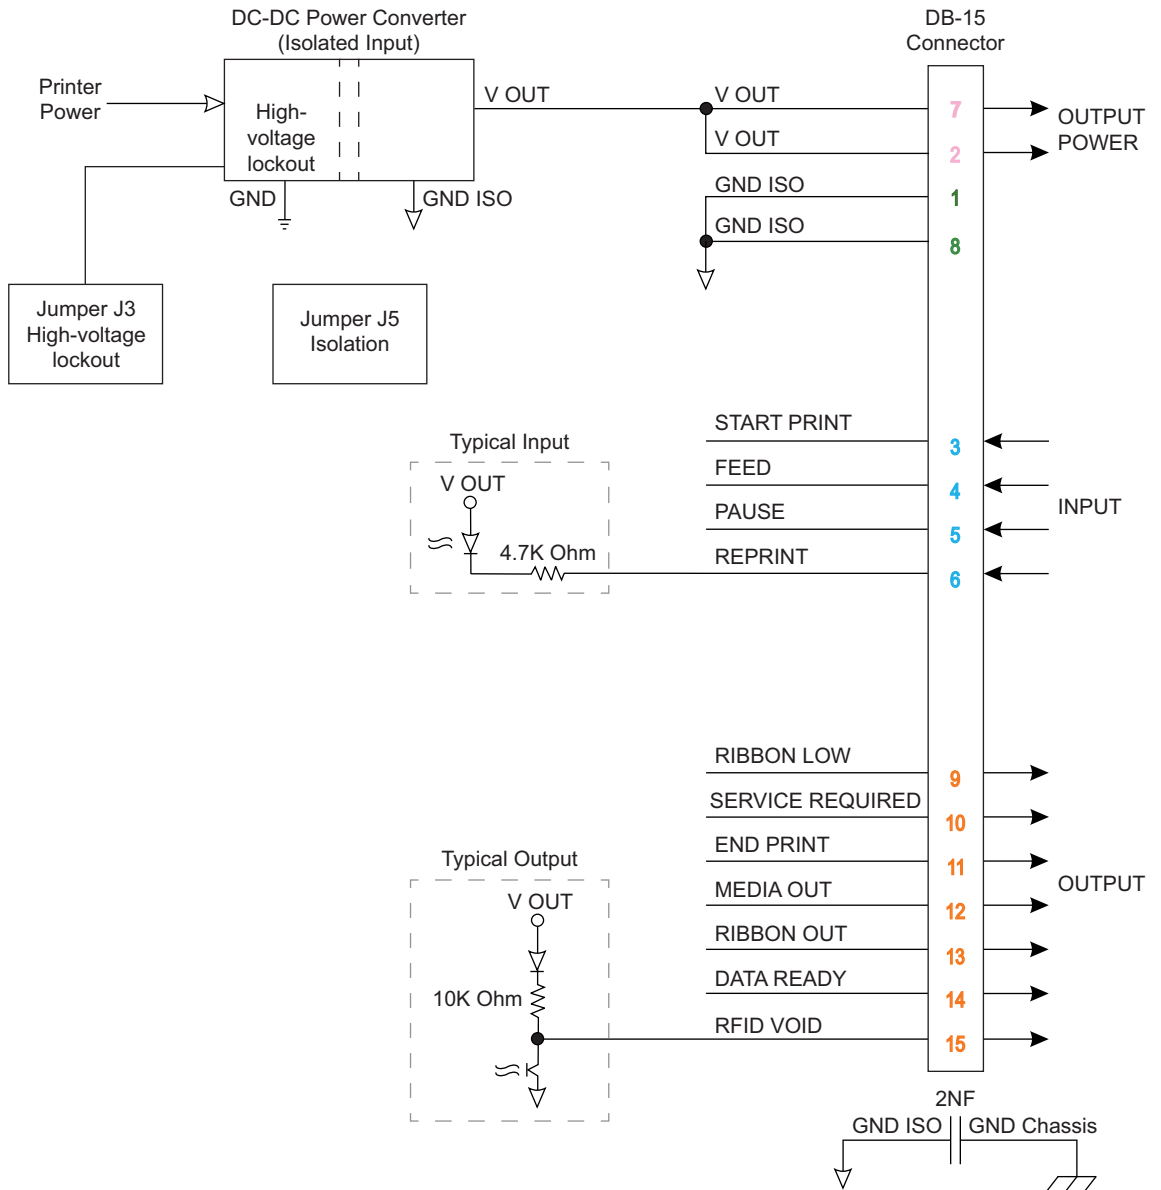 DC-DC Power Converter
(Isolated Input)
DB-15
Connector
Printer
Power
High-
voltage
lockout
V OUT
V OUT
7
OUTPUT
POWER
V OUT
2
GND
GND ISO
GND ISO
1
GND ISO
8
Jumper J3
High-voltage
lockout
Jumper J5
Isolation
Typical Input
V OUT
4.7K Ohm
START PRINT
3
FEED
4
INPUT
PAUSE
5
REPRINT
6
RIBBON LOW
9
SERVICE REQUIRED
10
END PRINT
11
OUTPUT
MEDIA OUT
12
RIBBON OUT
13
DATA READY
14
RFID VOID
15
Typical Output
V OUT
10K Ohm
2NF
GND ISO
GND Chassis